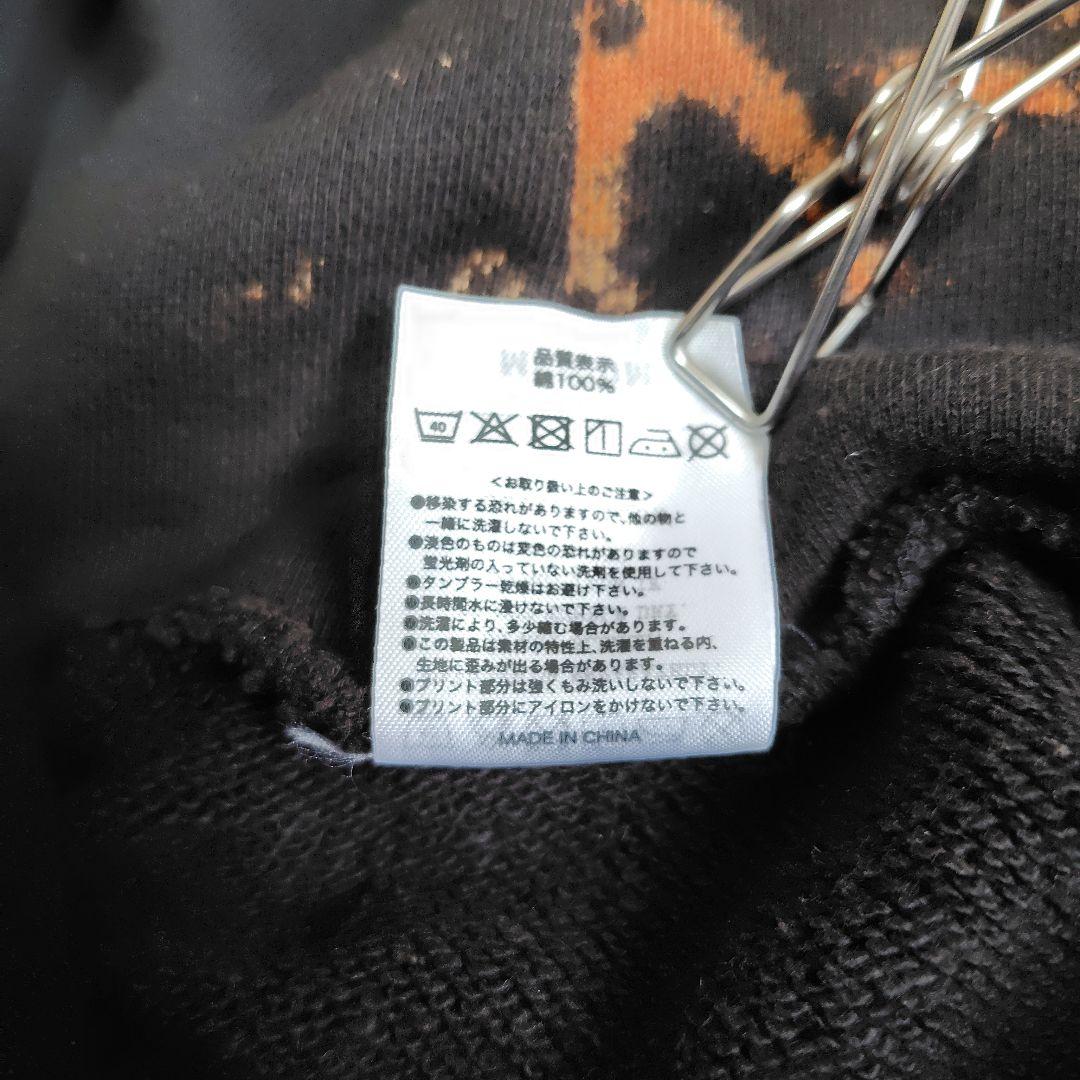 品質表示
綿100%
40
<お取り扱い上のご注意>
●移染する恐れがありますので、他の物と
一緒に洗濯しないで下さい。
●淡色のものは変色の恐れがありますので
蛍光剤の入っていない洗剤を使用して下さい。
●タンブラー乾燥はお避け下さい。
●長時間水に浸けないで下さい。
●洗濯により、多少縮む場合があります。
●この製品は素材の特性上、洗濯を重ねる内、
生地に歪みが出る場合があります。
●プリント部分は強くもみ洗いしないで下さい。
●プリント部分にアイロンをかけないで下さい。
MADE IN CHINA